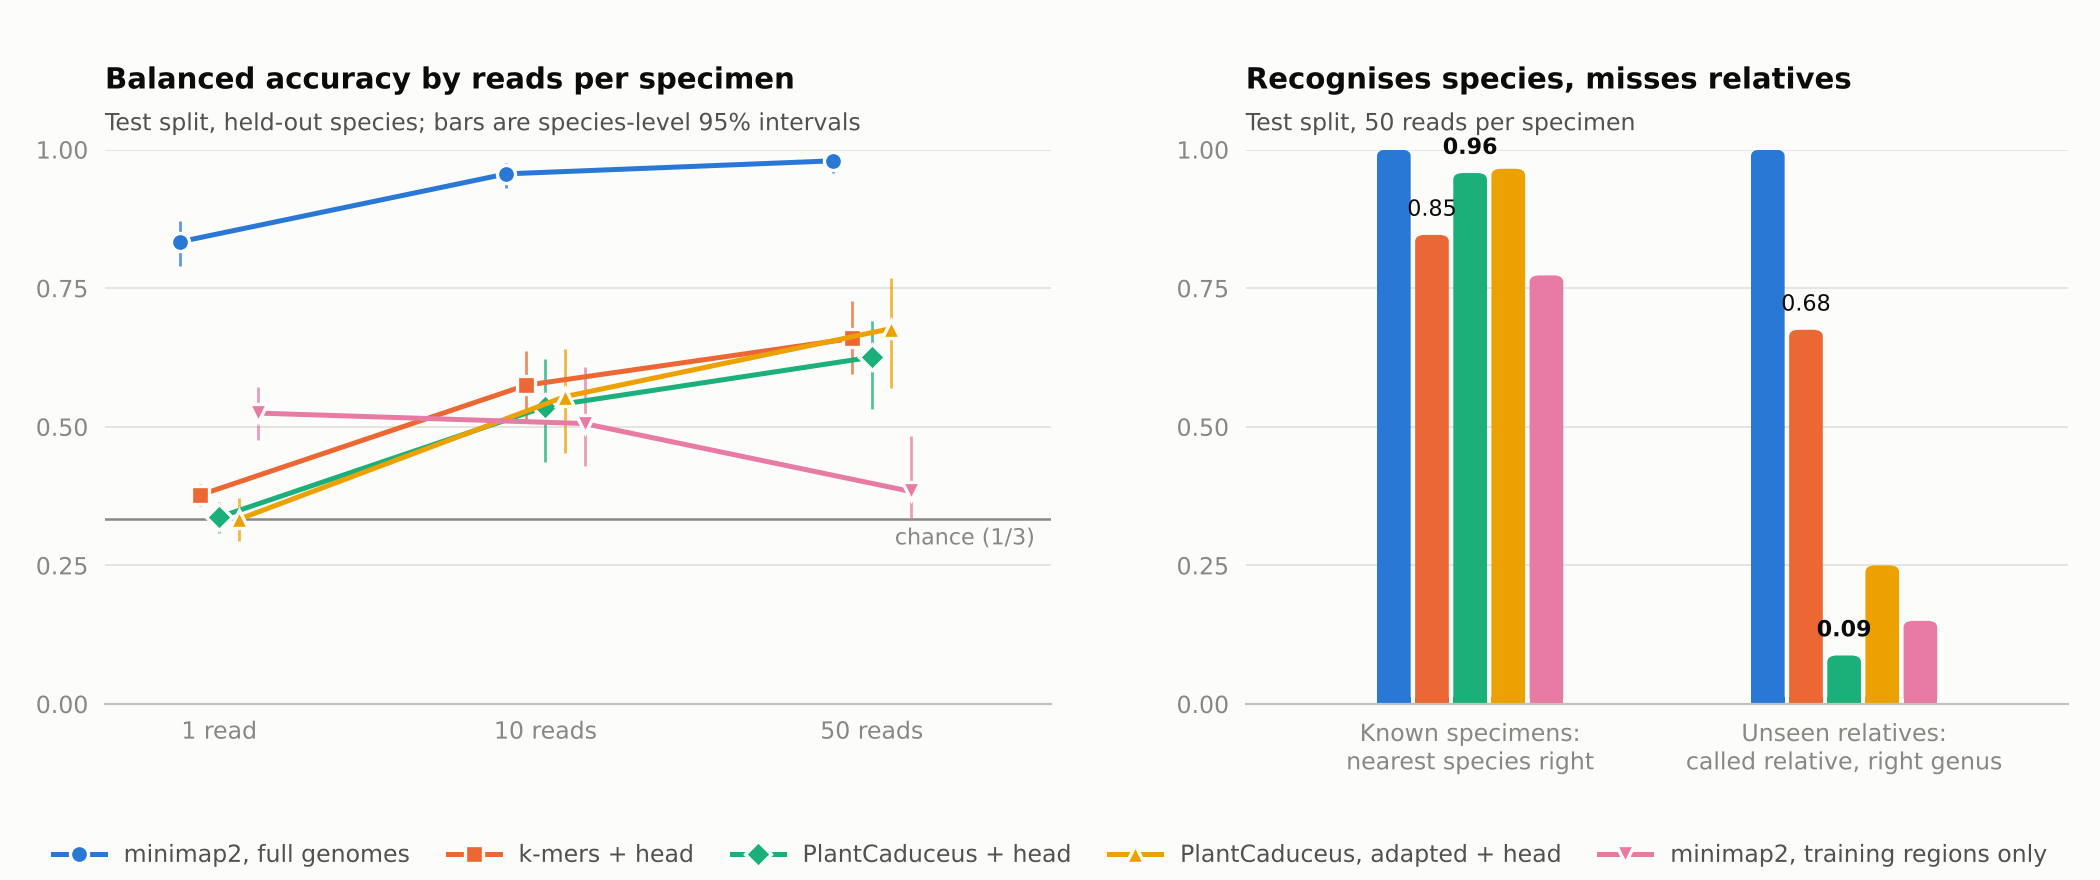 Balanced accuracy by reads per specimen
Test split, held-out species; bars are species-level 95% intervals
1.00
0.75
0.50
0.25
0.00
chance (1/3)
1 read
10 reads
50 reads
Recognises species, misses relatives
Test split, 50 reads per specimen
1.00
0.75
0.50
0.25
0.00
0.85
0.96
0.68
0.09
Known specimens:
nearest species right
Unseen relatives:
called relative, right genus
minimap2, full genomes
k-mers + head
PlantCaduceus + head
PlantCaduceus, adapted + head
minimap2, training regions only